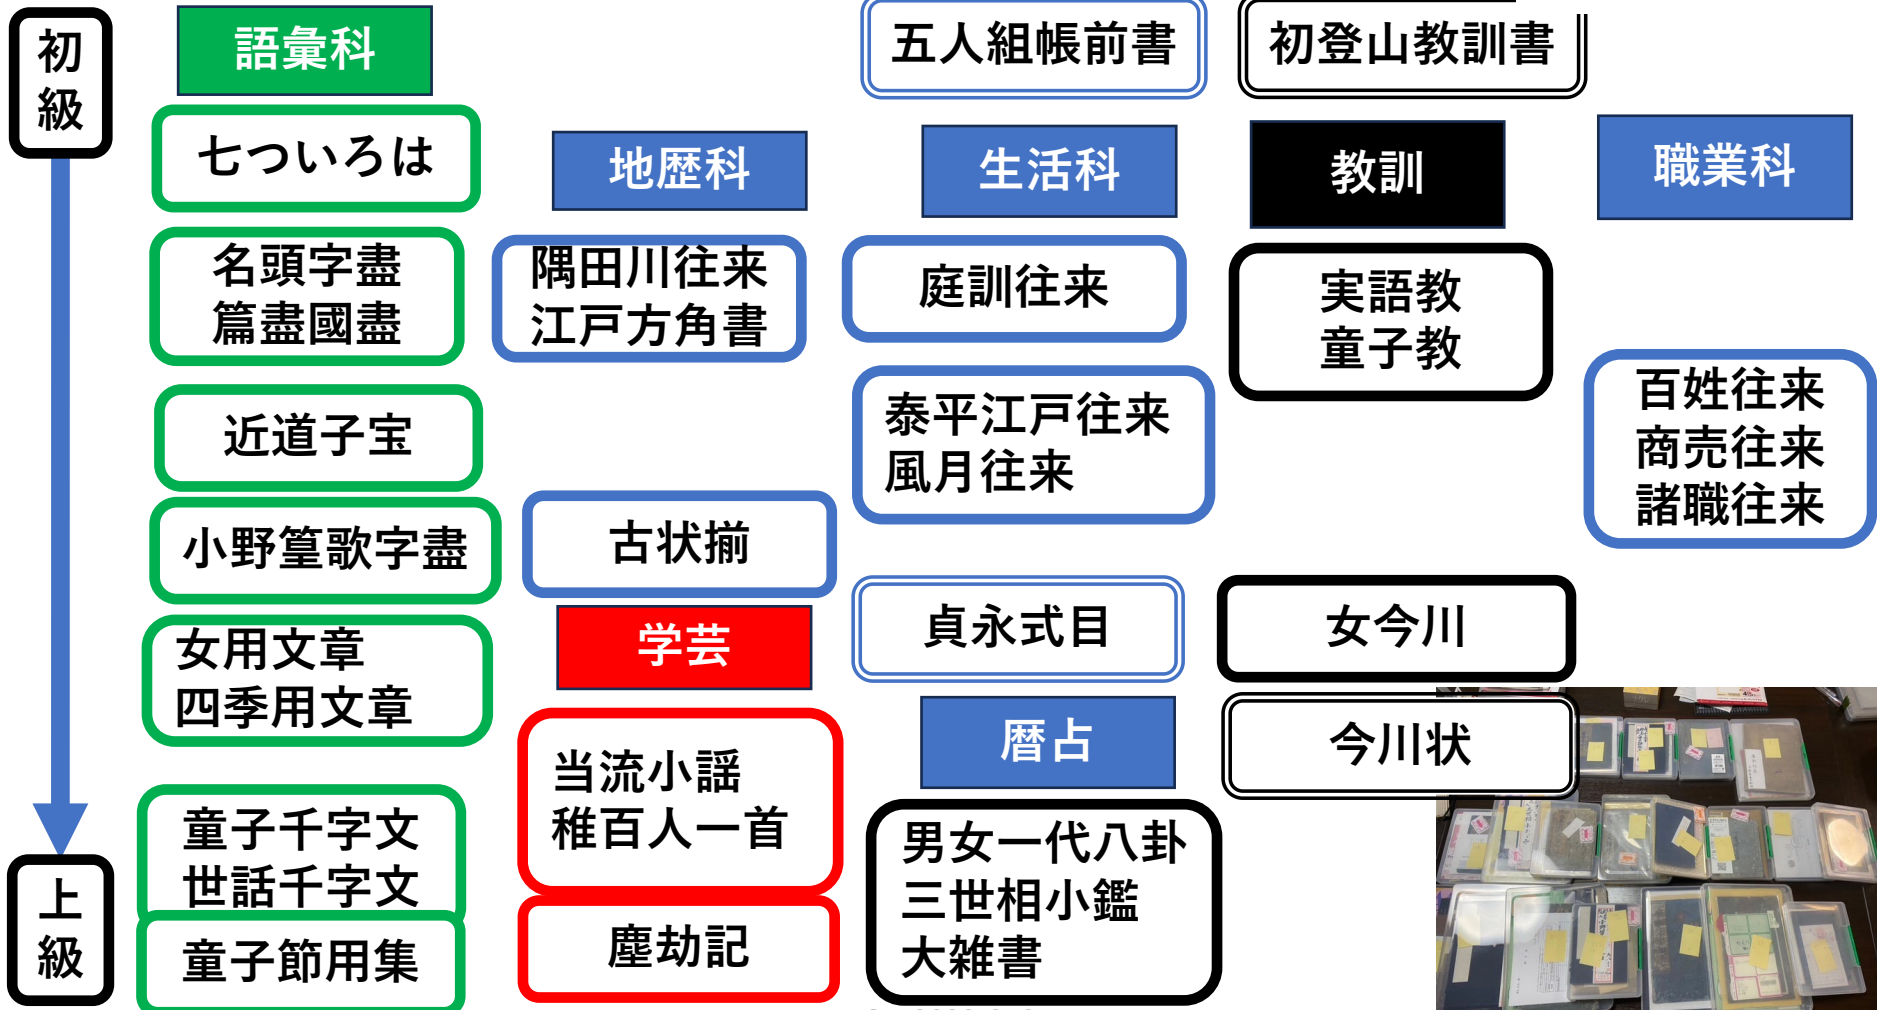 初
級
語彙科
七ついろは
名頭字盡
篇盡國盡
近道子宝
小野篁歌字盡
女用文章
四季用文章
童子千字文
世話千字文
童子節用集
上
級
地歴科
隅田川往来
江戸方角書
古状揃
学芸
当流小謡
稚百人一首
塵劫記
五人組帳前書
生活科
庭訓往来
泰平江戸往来
風月往来
貞永式目
暦占
男女一代八卦
三世相小鑑
大雑書
初登山教訓書
教訓
実語教
童子教
女今川
今川状
職業科
百姓往来
商売往来
諸職往来